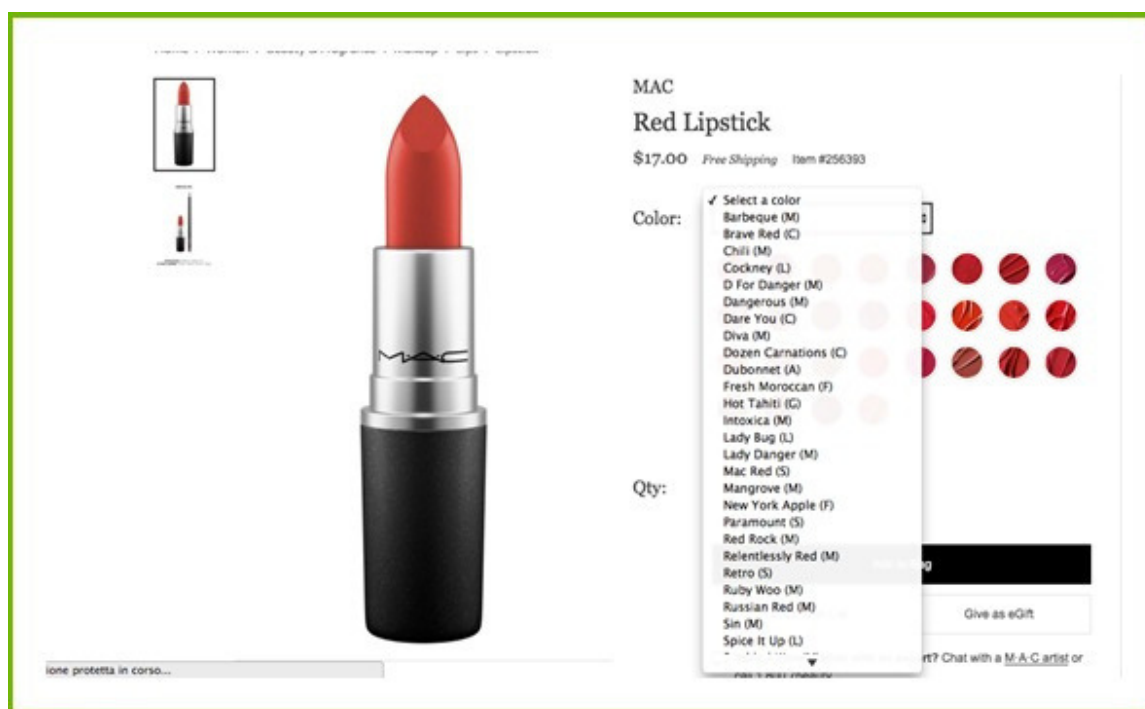 MAC
Red Lipstick
$17.00 Free Shipping Item #256393
Color:
✓ Select a color
Barbeque (M)
Brave Red (C)
Chili (M)
Cockney (L)
D For Danger (M)
Dangerous (M)
Dare You (C)
Diva (M)
Dozen Carnations (C)
Dubonnet (A)
Fresh Moroccan (F)
Hot Tahiti (G)
Intoxica (M)
Lady Bug (L)
Lady Danger (M)
Mac Red (S)
Mangrove (M)
New York Apple (F)
Paramount (S)
Red Rock (M)
Relentlessly Red (M)
Retro (S)
Ruby Woo (M)
Russian Red (M)
Sin (M)
Spice It Up (L)
Qty:
Give as eGift
Chat with a M·A·C artist or
M·A·C
ione protetta in corso...